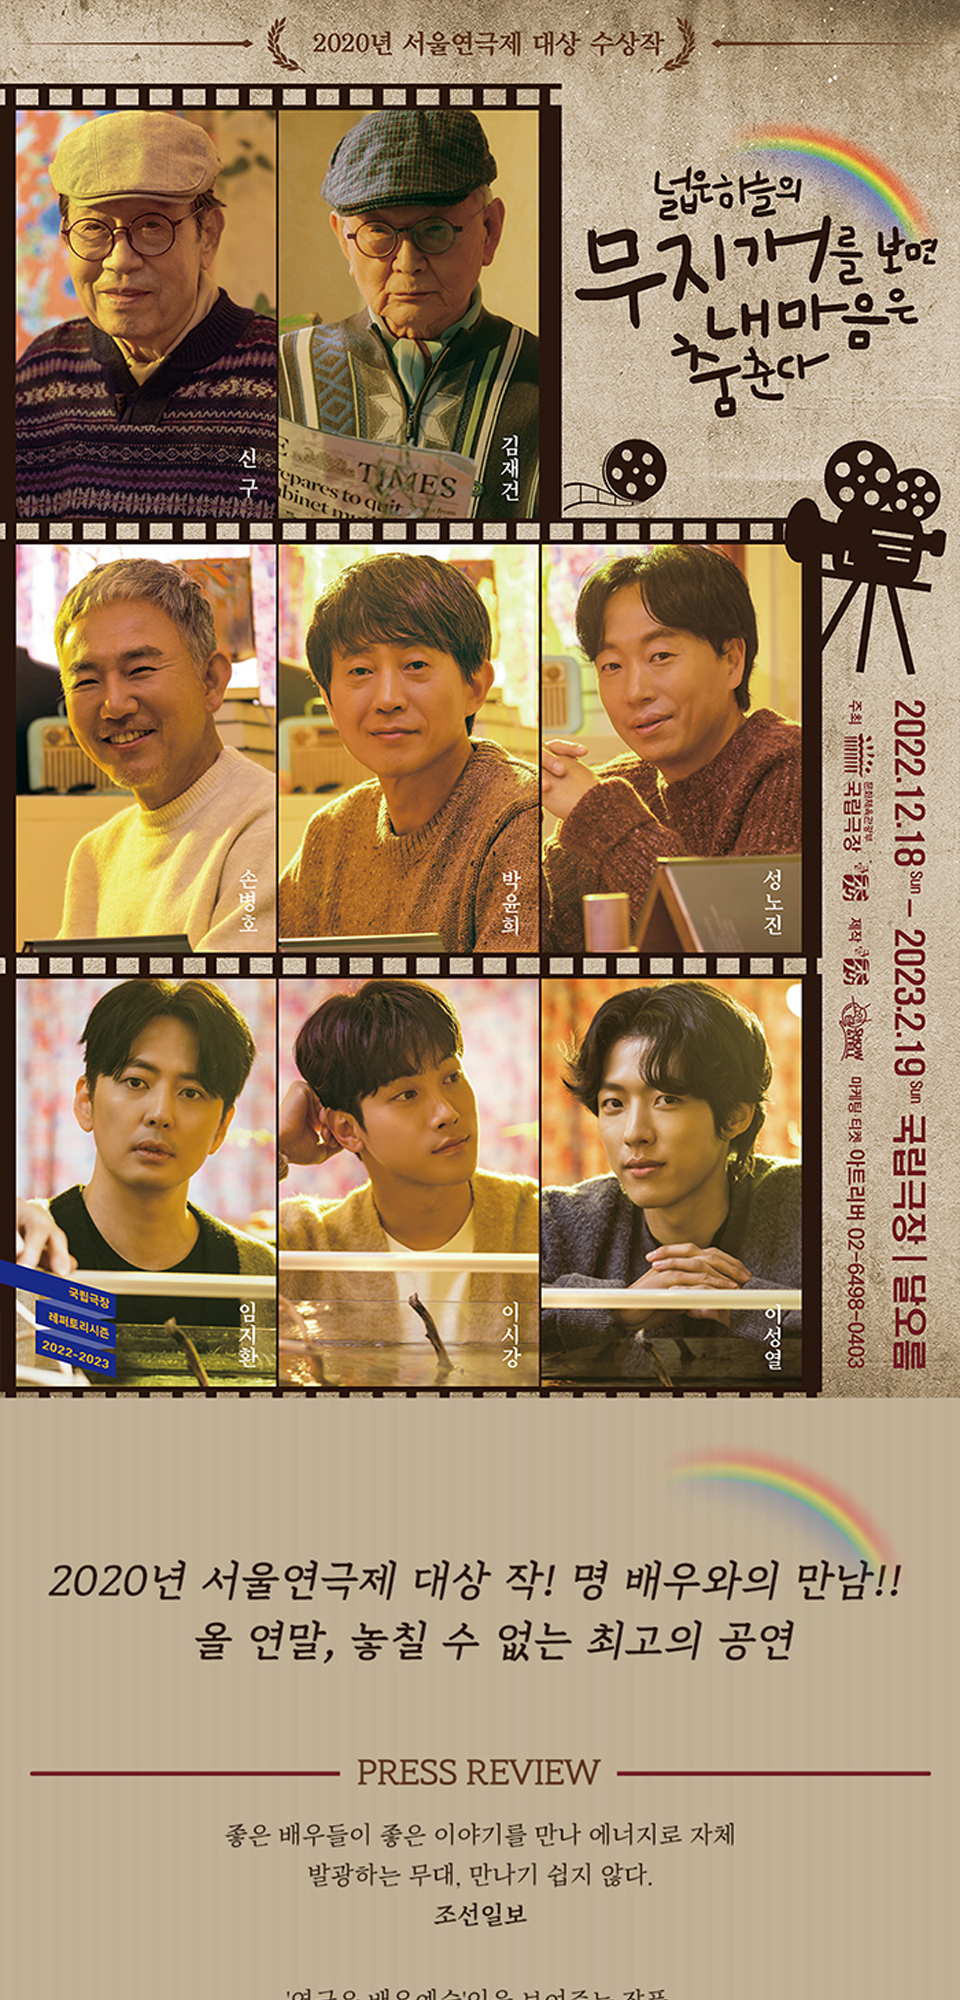 2020년 서울연극제 대상 수상작
넓은 하늘의
무지개를 보면
내 마음은
춤춘다
신구
김재건
TIMES
손병호
박윤희
성노진
임지환
이시강
이성열
국립극장
레퍼토리시즌
2022-2023
2022.12.18 Sun – 2023.2.19 Sun 국립극장 | 달오름
주최 문화체육관광부 국립극장 제작 마케팅·티켓 아트리버 02-6498-0403
2020년 서울연극제 대상 작! 명 배우와의 만남!!
올 연말, 놓칠 수 없는 최고의 공연
PRESS REVIEW
좋은 배우들이 좋은 이야기를 만나 에너지로 자체
발광하는 무대, 만나기 쉽지 않다.
조선일보